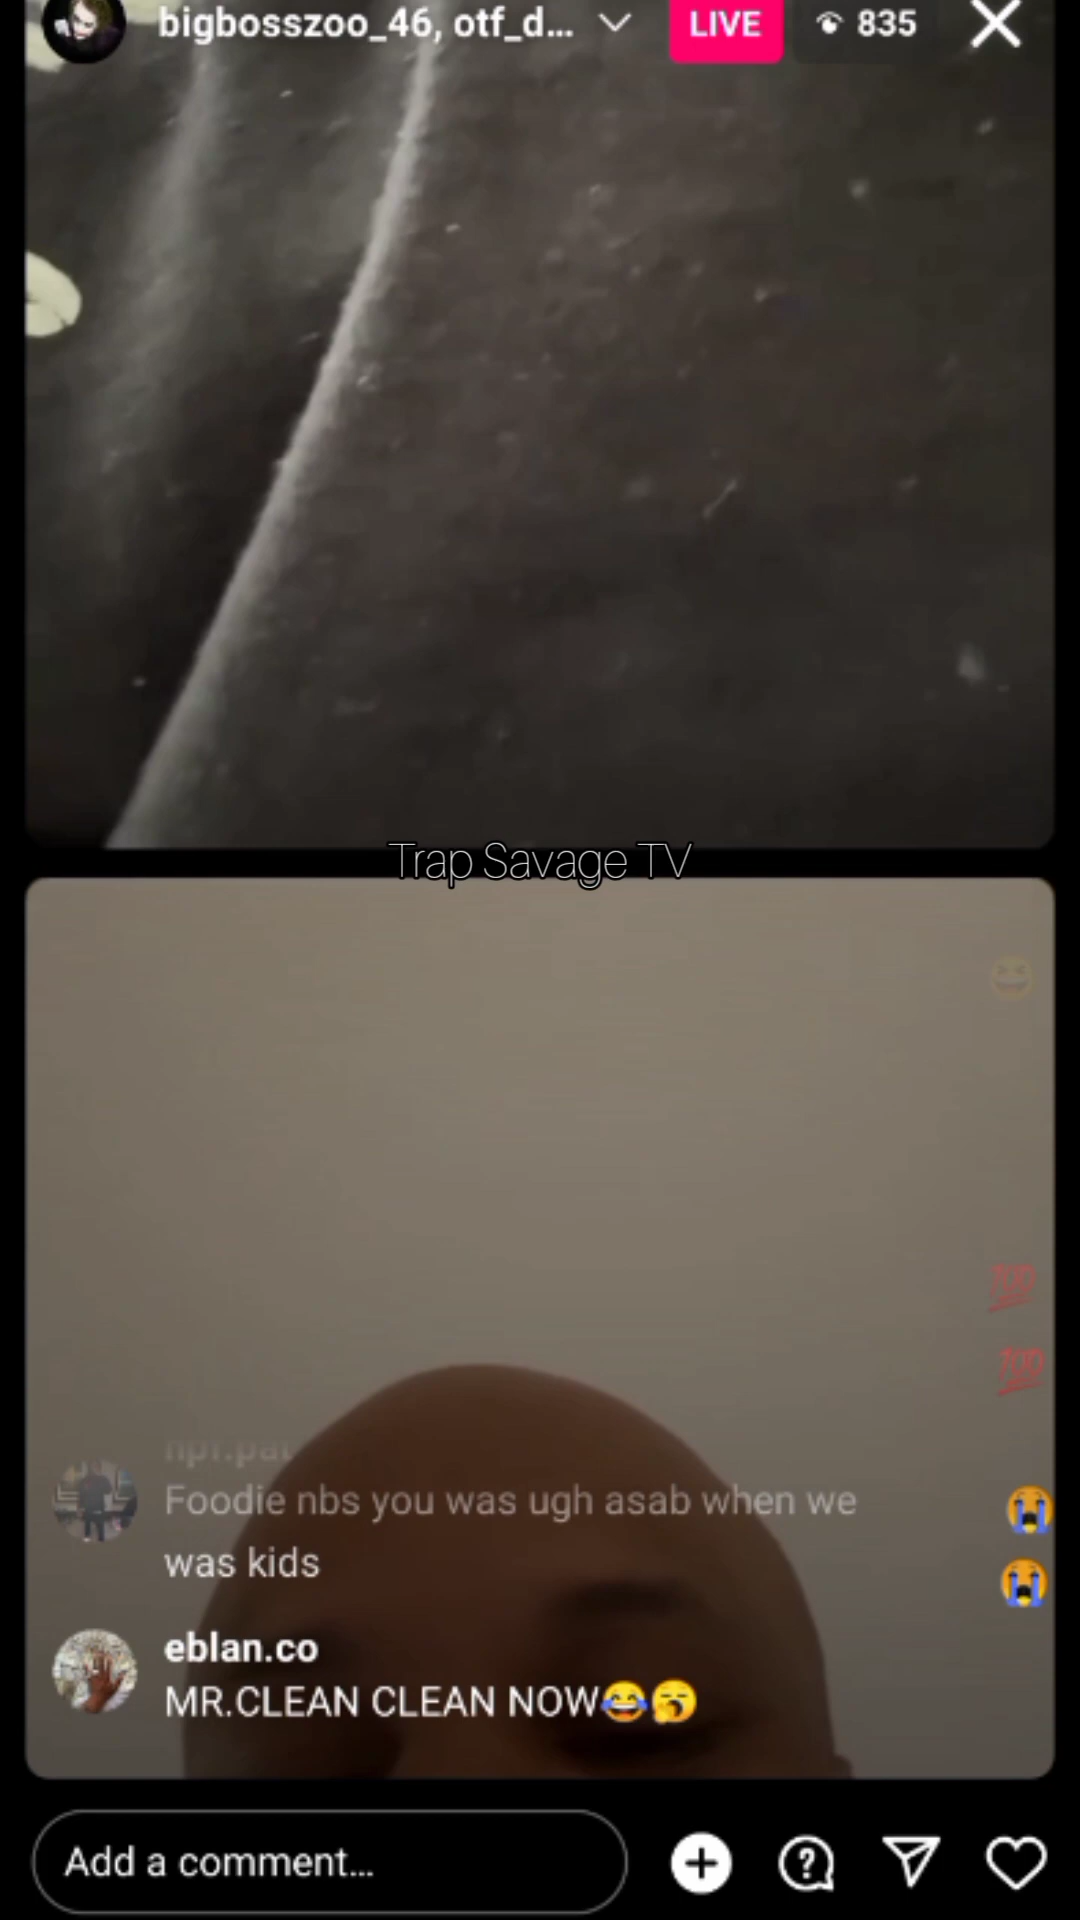 bigbosszoo_46, otf_d...
LIVE
835
Trap Savage TV
Foodie nbs you was ugh asab when we
was kids
eblan.co
MR.CLEAN CLEAN NOW😂🥱
Add a comment...